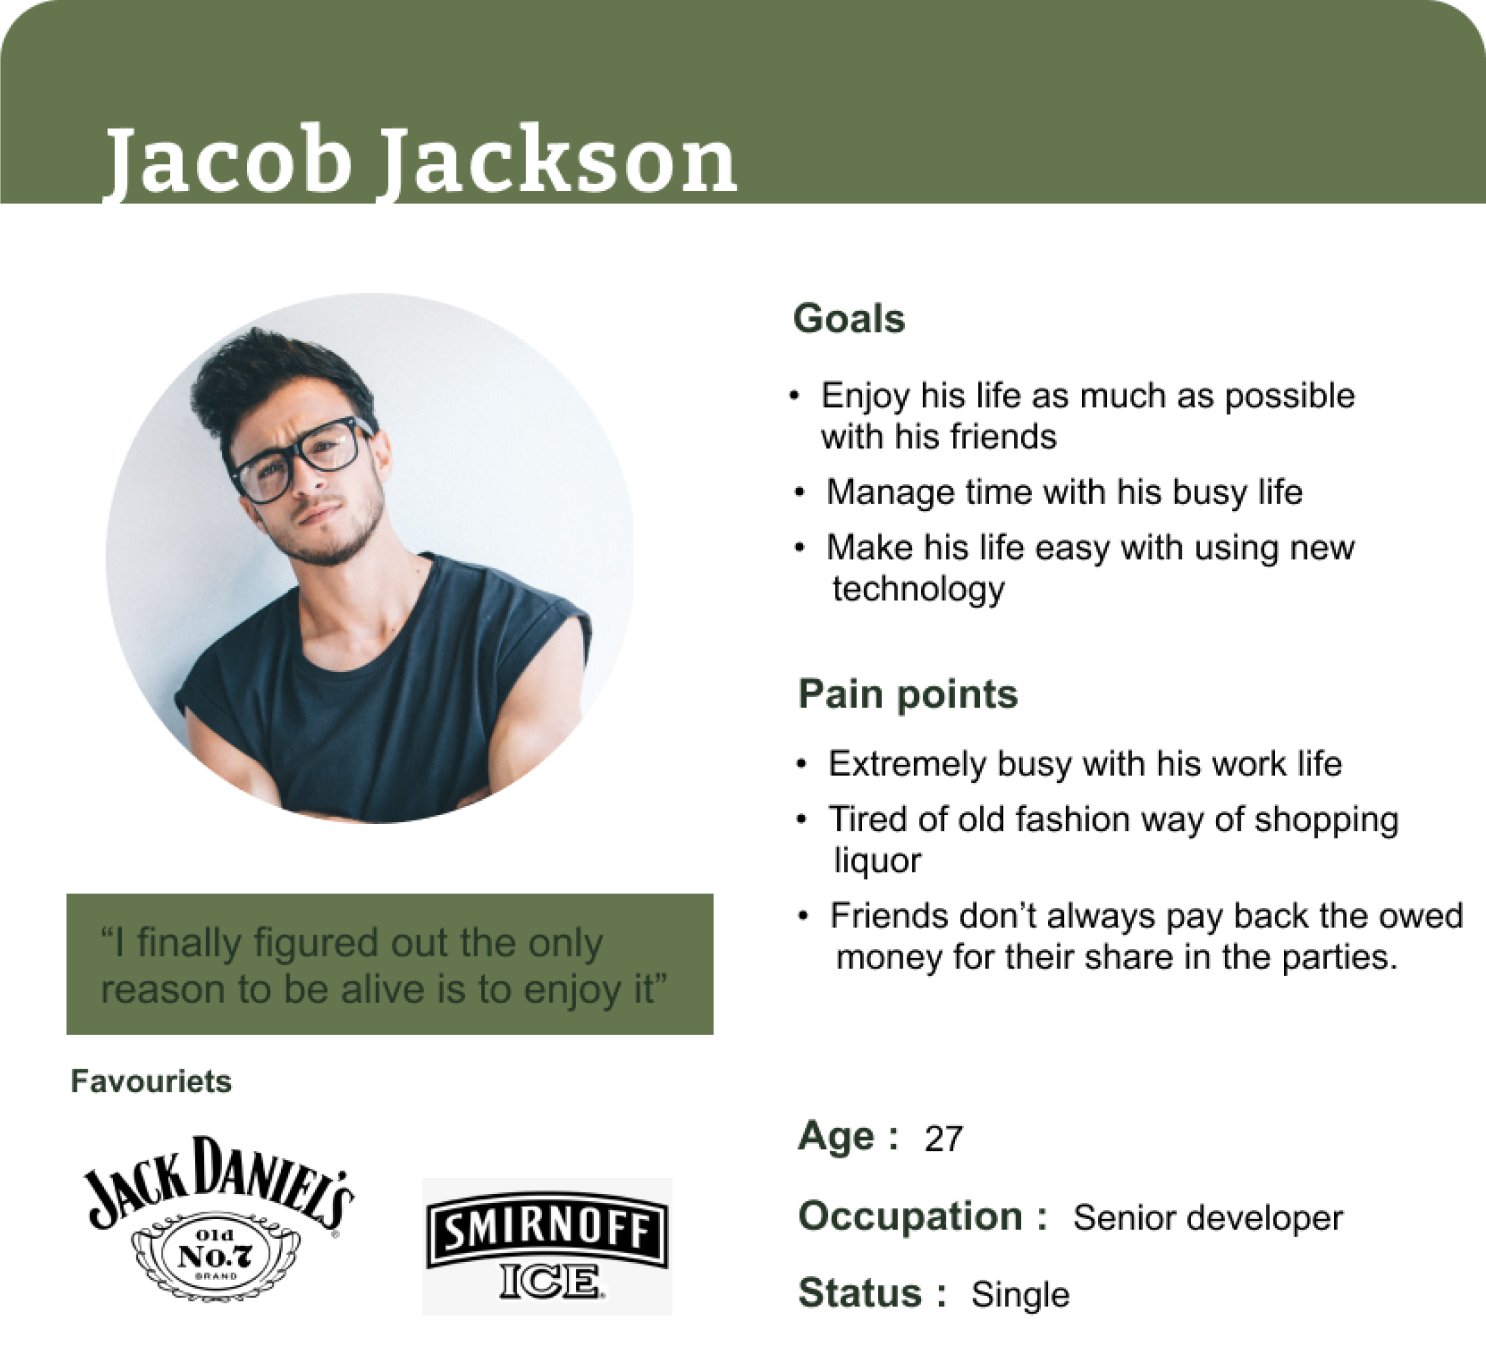 Jacob Jackson
Goals
• Enjoy his life as much as possible
with his friends
• Manage time with his busy life
• Make his life easy with using new
technology
Pain points
• Extremely busy with his work life
• Tired of old fashion way of shopping
liquor
• Friends don’t always pay back the owed
money for their share in the parties.
“I finally figured out the only
reason to be alive is to enjoy it”
Favouriets
JACK DANIEL'S
Old
No.7
BRAND
®
SMIRNOFF
ICE
Age : 27
Occupation : Senior developer
Status : Single